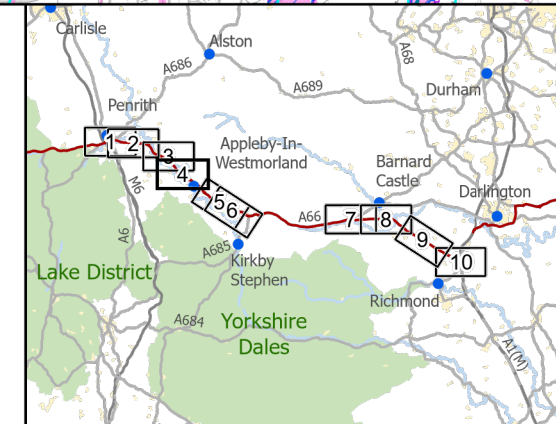 Carlisle
Alston
A686
A689
A68
Durham
Penrith
1
2
3
4
5
6
Appleby-In-
Westmorland
Barnard
Castle
Darlington
M6
A6
A66
7
8
9
10
A685
Kirkby
Stephen
Lake District
Richmond
A684
Yorkshire
Dales
A1(M)